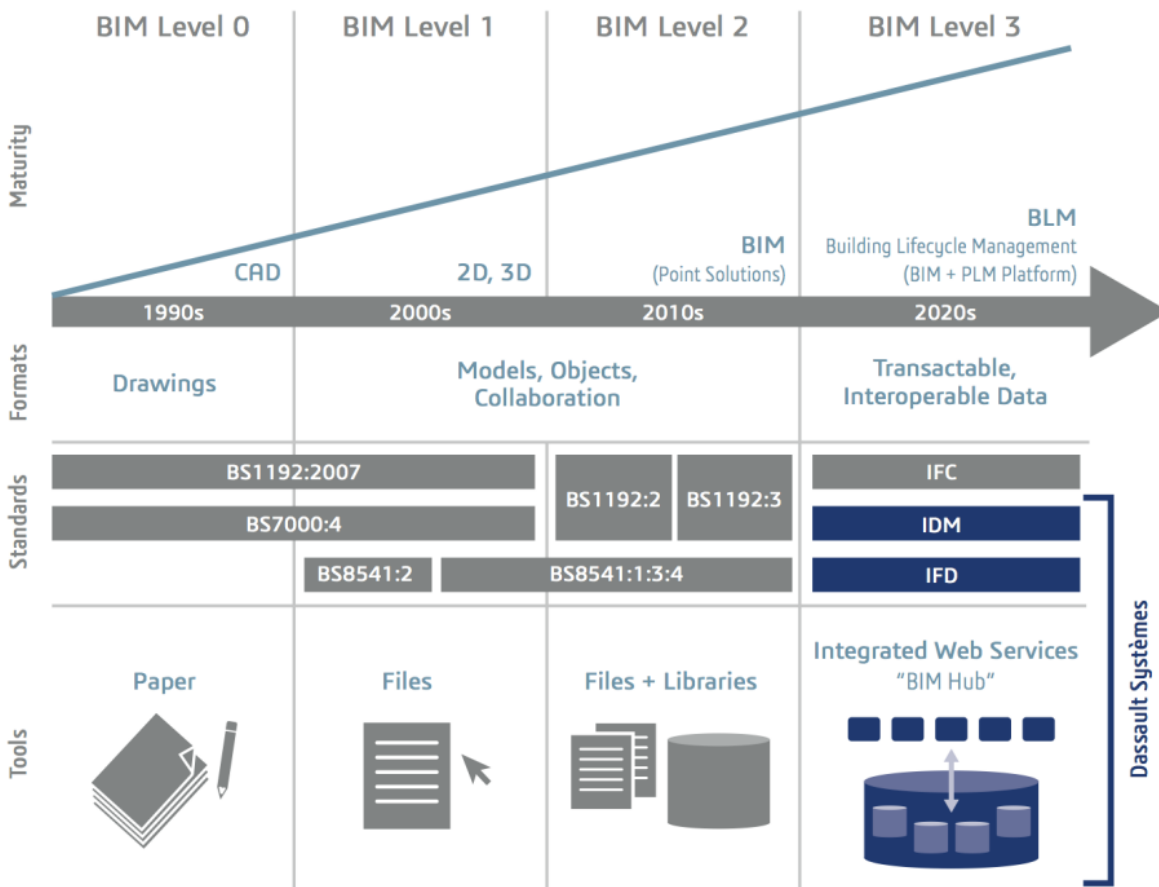 BIM Level 0
BIM Level 1
BIM Level 2
BIM Level 3
Maturity
CAD
2D, 3D
BIM
(Point Solutions)
BLM
Building Lifecycle Management
(BIM + PLM Platform)
1990s
2000s
2010s
2020s
Formats
Drawings
Models, Objects,
Collaboration
Transactable,
Interoperable Data
Standards
BS1192:2007
BS7000:4
BS8541:2
BS8541:1:3:4
BS1192:2
BS1192:3
IFC
IDM
IFD
Tools
Paper
Files
Files + Libraries
Integrated Web Services
“BIM Hub”
Dassault Systèmes